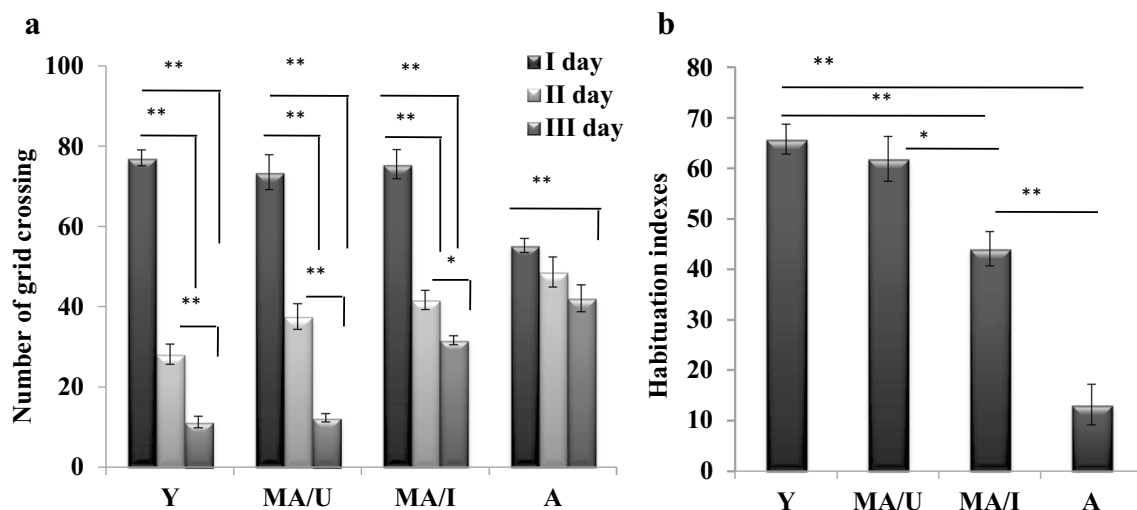 a
Number of grid crossing
100
80
60
40
20
0
** ** **
** ** ** **
** ** *
I day
II day
III day
Y MA/U MA/I A
b
Habituation indexes
80
70
60
50
40
30
20
10
0
**
**
*
**
Y MA/U MA/I A